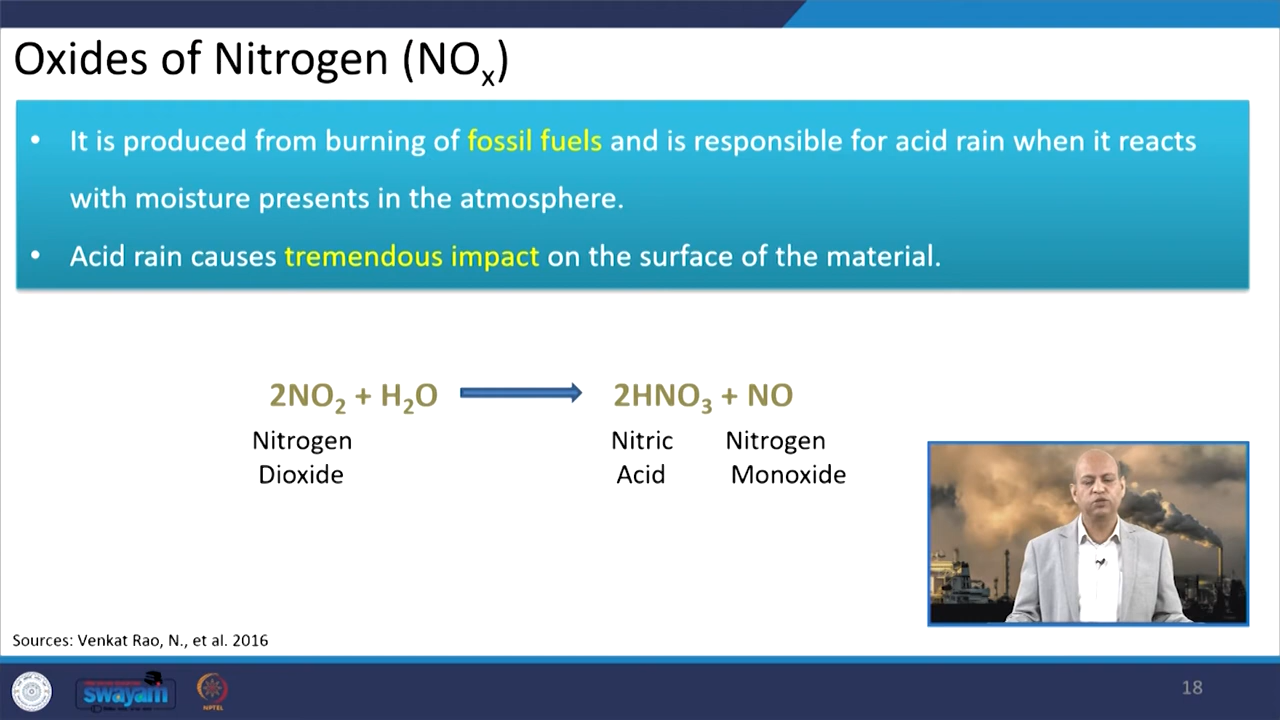 Oxides of Nitrogen (NOₓ)
• It is produced from burning of fossil fuels and is responsible for acid rain when it reacts
with moisture presents in the atmosphere.
• Acid rain causes tremendous impact on the surface of the material.
2NO₂ + H₂O 2HNO₃ + NO
Nitrogen Dioxide
Nitric Acid
Nitrogen Monoxide
Sources: Venkat Rao, N., et al. 2016
swayam
NPTEL
18